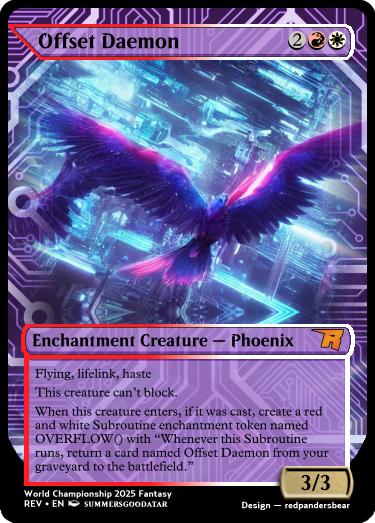 Offset Daemon 2
Enchantment Creature — Phoenix
Flying, lifelink, haste
This creature can't block.
When this creature enters, if it was cast, create a red
and white Subroutine enchantment token named
OVERFLOW() with “Whenever this Subroutine
runs, return a card named Offset Daemon from your
graveyard to the battlefield.”
3/3
World Championship 2025 Fantasy
REV • EN SUMMERSGOODATAR
Design — redpandersbear